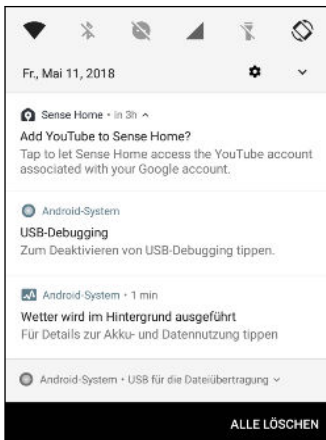 Fr., Mai 11, 2018
Sense Home • in 3h
Add YouTube to Sense Home?
Tap to let Sense Home access the YouTube account
associated with your Google account.
Android-System
USB-Debugging
Zum Deaktivieren von USB-Debugging tippen.
Android-System • 1 min
Wetter wird im Hintergrund ausgeführt
Für Details zur Akku- und Datennutzung tippen
Android-System • USB für die Dateiübertragung
ALLE LÖSCHEN